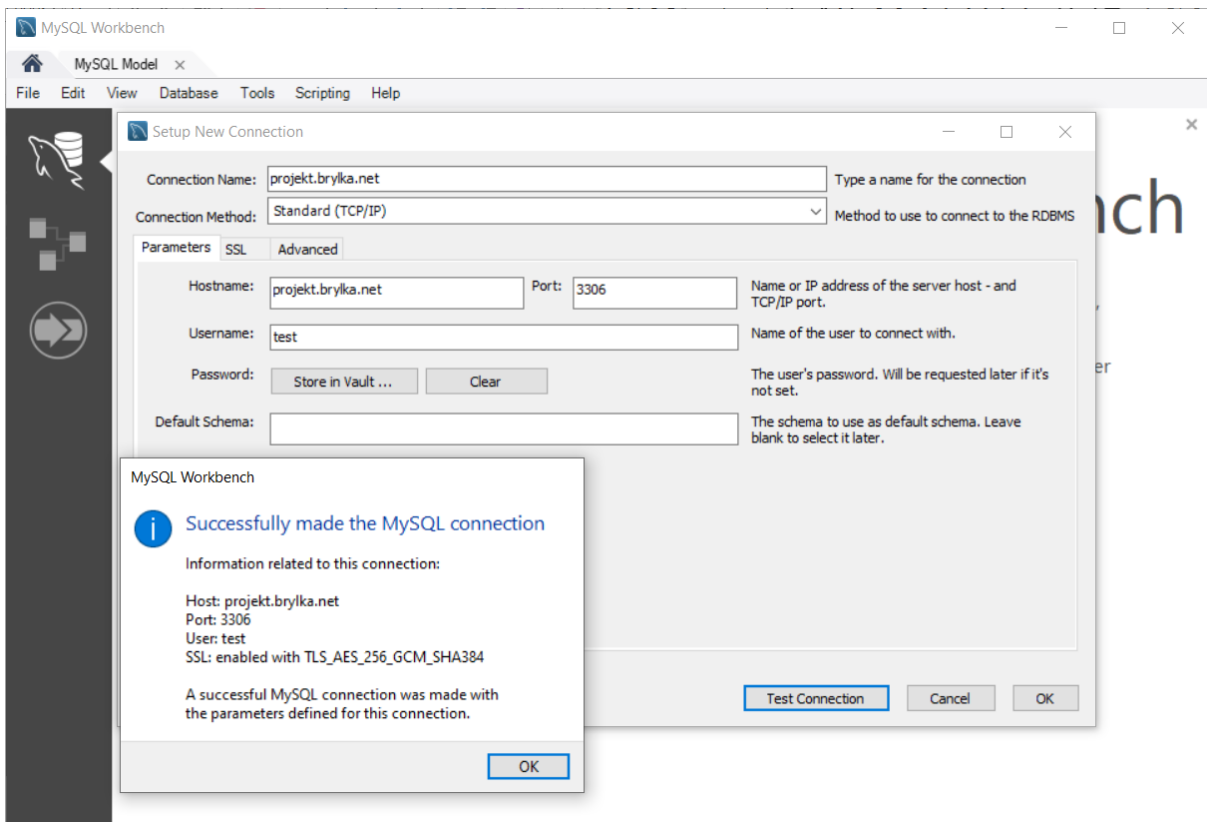 MySQL Workbench
MySQL Model
File Edit View Database Tools Scripting Help
Setup New Connection
Connection Name: projekt.brylka.net Type a name for the connection
Connection Method: Standard (TCP/IP) Method to use to connect to the RDBMS
Parameters SSL Advanced
Hostname: projekt.brylka.net Port: 3306 Name or IP address of the server host - and
TCP/IP port.
Username: test Name of the user to connect with.
Password: Store in Vault ... Clear The user's password. Will be requested later if it's
not set.
Default Schema: The schema to use as default schema. Leave
blank to select it later.
MySQL Workbench
Successfully made the MySQL connection
Information related to this connection:
Host: projekt.brylka.net
Port: 3306
User: test
SSL: enabled with TLS_AES_256_GCM_SHA384
A successful MySQL connection was made with
the parameters defined for this connection.
OK
Test Connection Cancel OK
nch
er